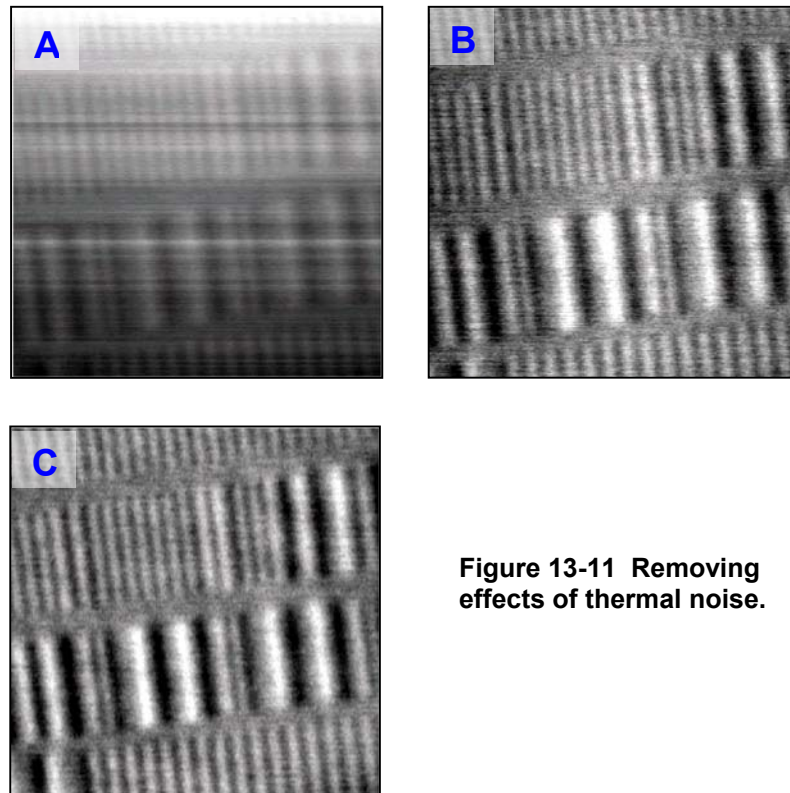 A
B
C
Figure 13-11 Removing
effects of thermal noise.